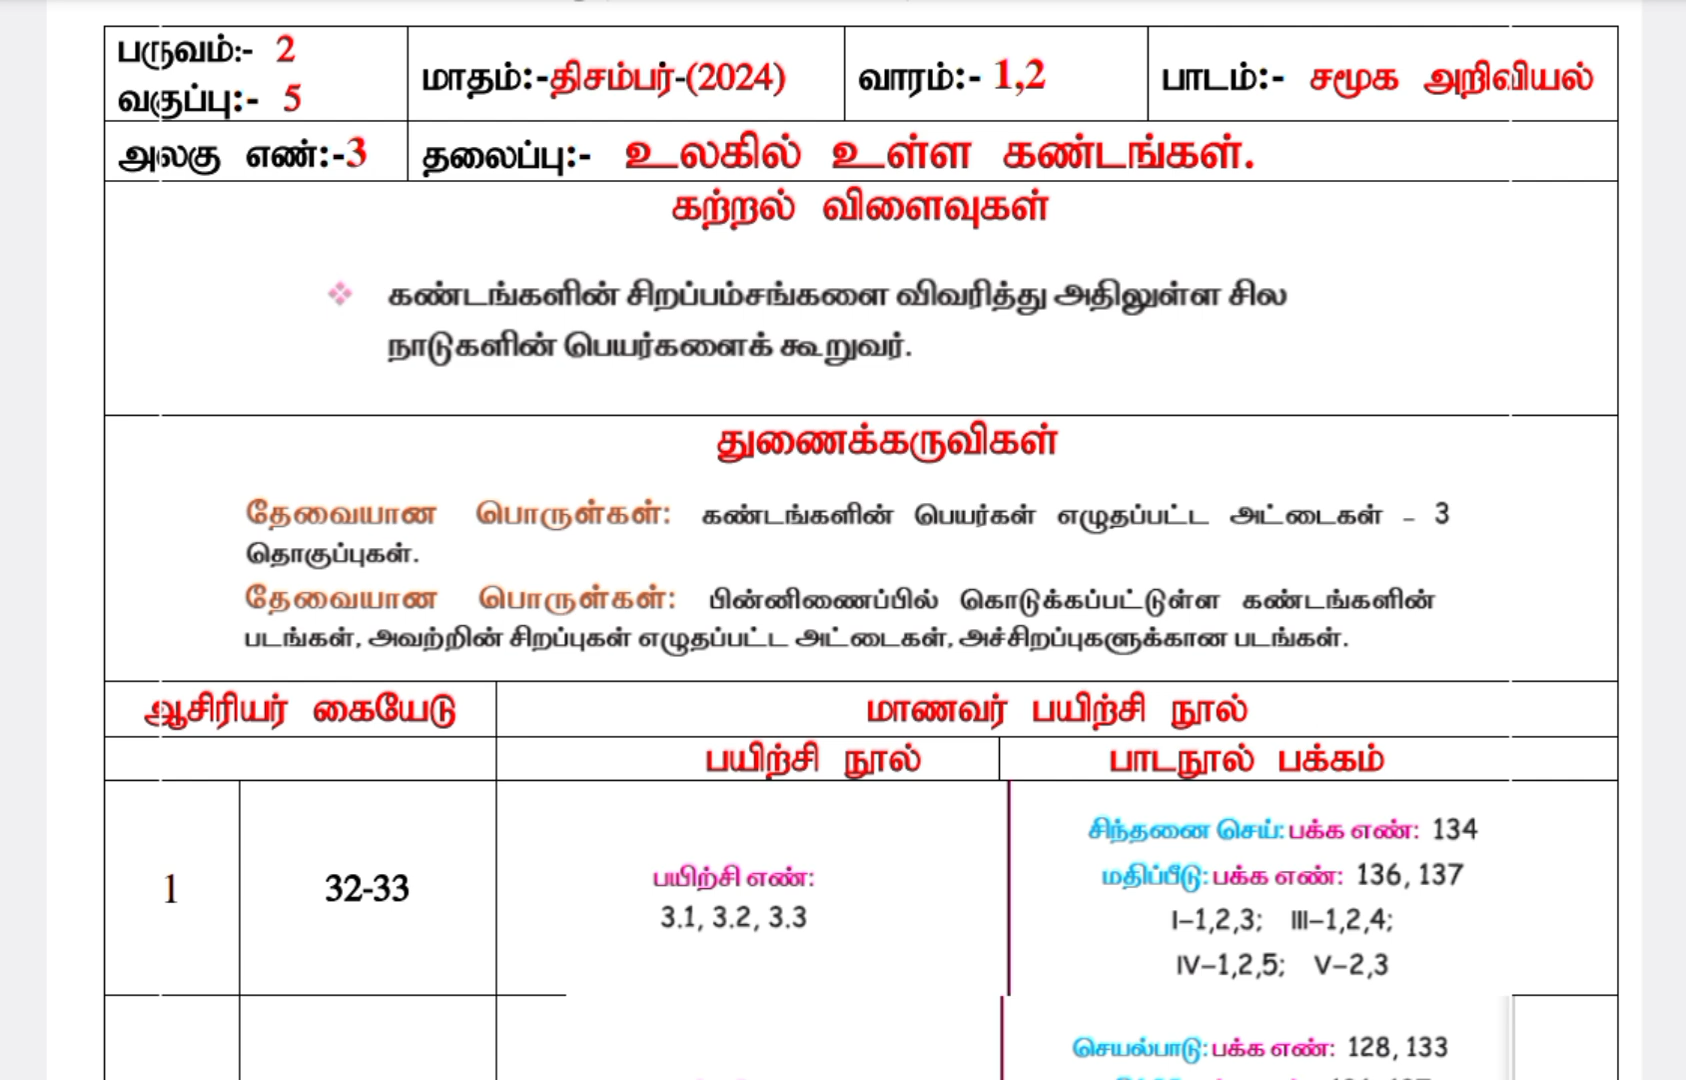 பருவம்:- 2
வகுப்பு:- 5
மாதம்:-திசம்பர்-(2024)
வாரம்:- 1,2
பாடம்:- சமூக அறிவியல்
அலகு எண்:-3
தலைப்பு:- உலகில் உள்ள கண்டங்கள்.
கற்றல் விளைவுகள்
கண்டங்களின் சிறப்பம்சங்களை விவரித்து அதிலுள்ள சில
நாடுகளின் பெயர்களைக் கூறுவர்.
துணைக்கருவிகள்
தேவையான பொருள்கள்: கண்டங்களின் பெயர்கள் எழுதப்பட்ட அட்டைகள் – 3
தொகுப்புகள்.
தேவையான பொருள்கள்: பின்னிணைப்பில் கொடுக்கப்பட்டுள்ள கண்டங்களின்
படங்கள், அவற்றின் சிறப்புகள் எழுதப்பட்ட அட்டைகள், அச்சிறப்புகளுக்கான படங்கள்.
ஆசிரியர் கையேடு
மாணவர் பயிற்சி நூல்
பயிற்சி நூல்
பாடநூல் பக்கம்
1
32-33
பயிற்சி எண்:
3.1, 3.2, 3.3
சிந்தனை செய்: பக்க எண்: 134
மதிப்பீடு: பக்க எண்: 136, 137
I–1,2,3; III–1,2,4;
IV–1,2,5; V–2,3
செயல்பாடு: பக்க எண்: 128, 133